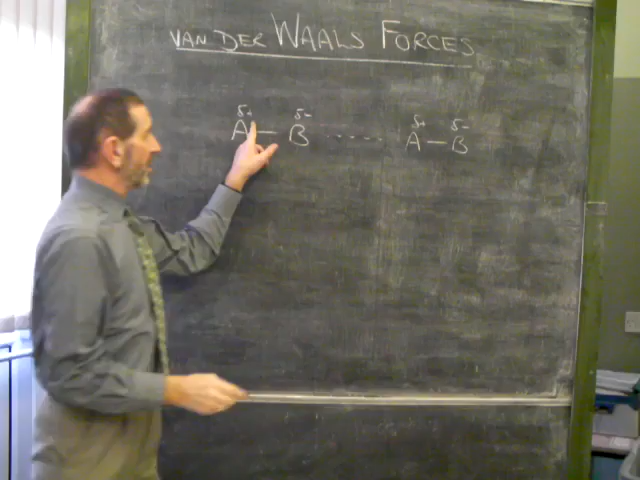 VAN DER WAALS FORCES
δ+ δ- δ+ δ-
A — B ----- A — B